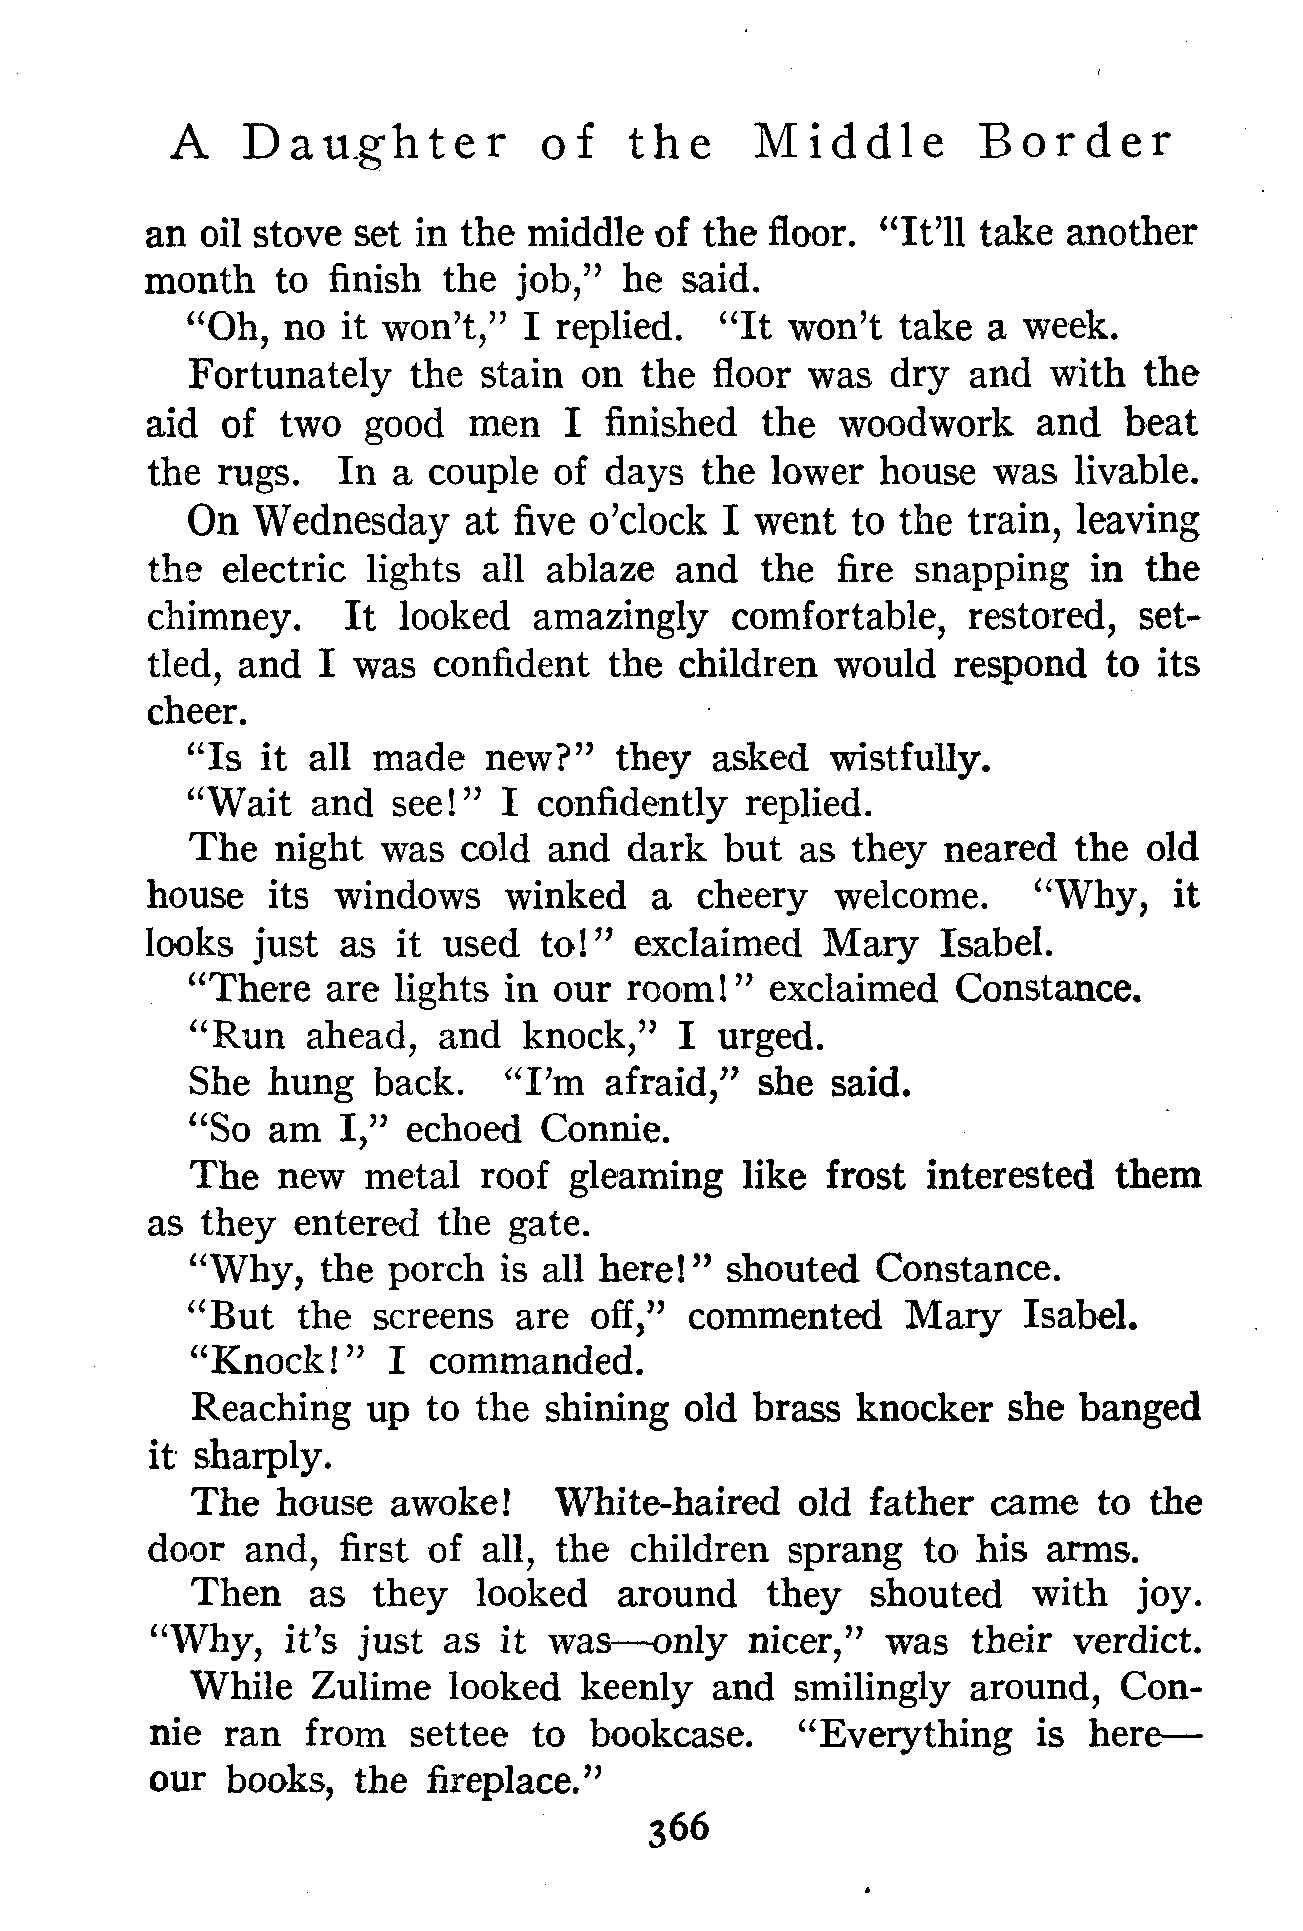 A Daughter of the Middle Border
an oil stove set in the middle of the floor. “It’ll take another
month to finish the job,” he said.
“Oh, no it won’t,” I replied. “It won’t take a week.
Fortunately the stain on the floor was dry and with the
aid of two good men I finished the woodwork and beat
the rugs. In a couple of days the lower house was livable.
On Wednesday at five o’clock I went to the train, leaving
the electric lights all ablaze and the fire snapping in the
chimney. It looked amazingly comfortable, restored, set-
tled, and I was confident the children would respond to its
cheer.
“Is it all made new?” they asked wistfully.
“Wait and see!” I confidently replied.
The night was cold and dark but as they neared the old
house its windows winked a cheery welcome. “Why, it
looks just as it used to!” exclaimed Mary Isabel.
“There are lights in our room!” exclaimed Constance.
“Run ahead, and knock,” I urged.
She hung back. “I’m afraid,” she said.
“So am I,” echoed Connie.
The new metal roof gleaming like frost interested them
as they entered the gate.
“Why, the porch is all here!” shouted Constance.
“But the screens are off,” commented Mary Isabel.
“Knock!” I commanded.
Reaching up to the shining old brass knocker she banged
it sharply.
The house awoke! White-haired old father came to the
door and, first of all, the children sprang to his arms.
Then as they looked around they shouted with joy.
“Why, it’s just as it was—only nicer,” was their verdict.
While Zulime looked keenly and smilingly around, Con-
nie ran from settee to bookcase. “Everything is here—
our books, the fireplace.”
366